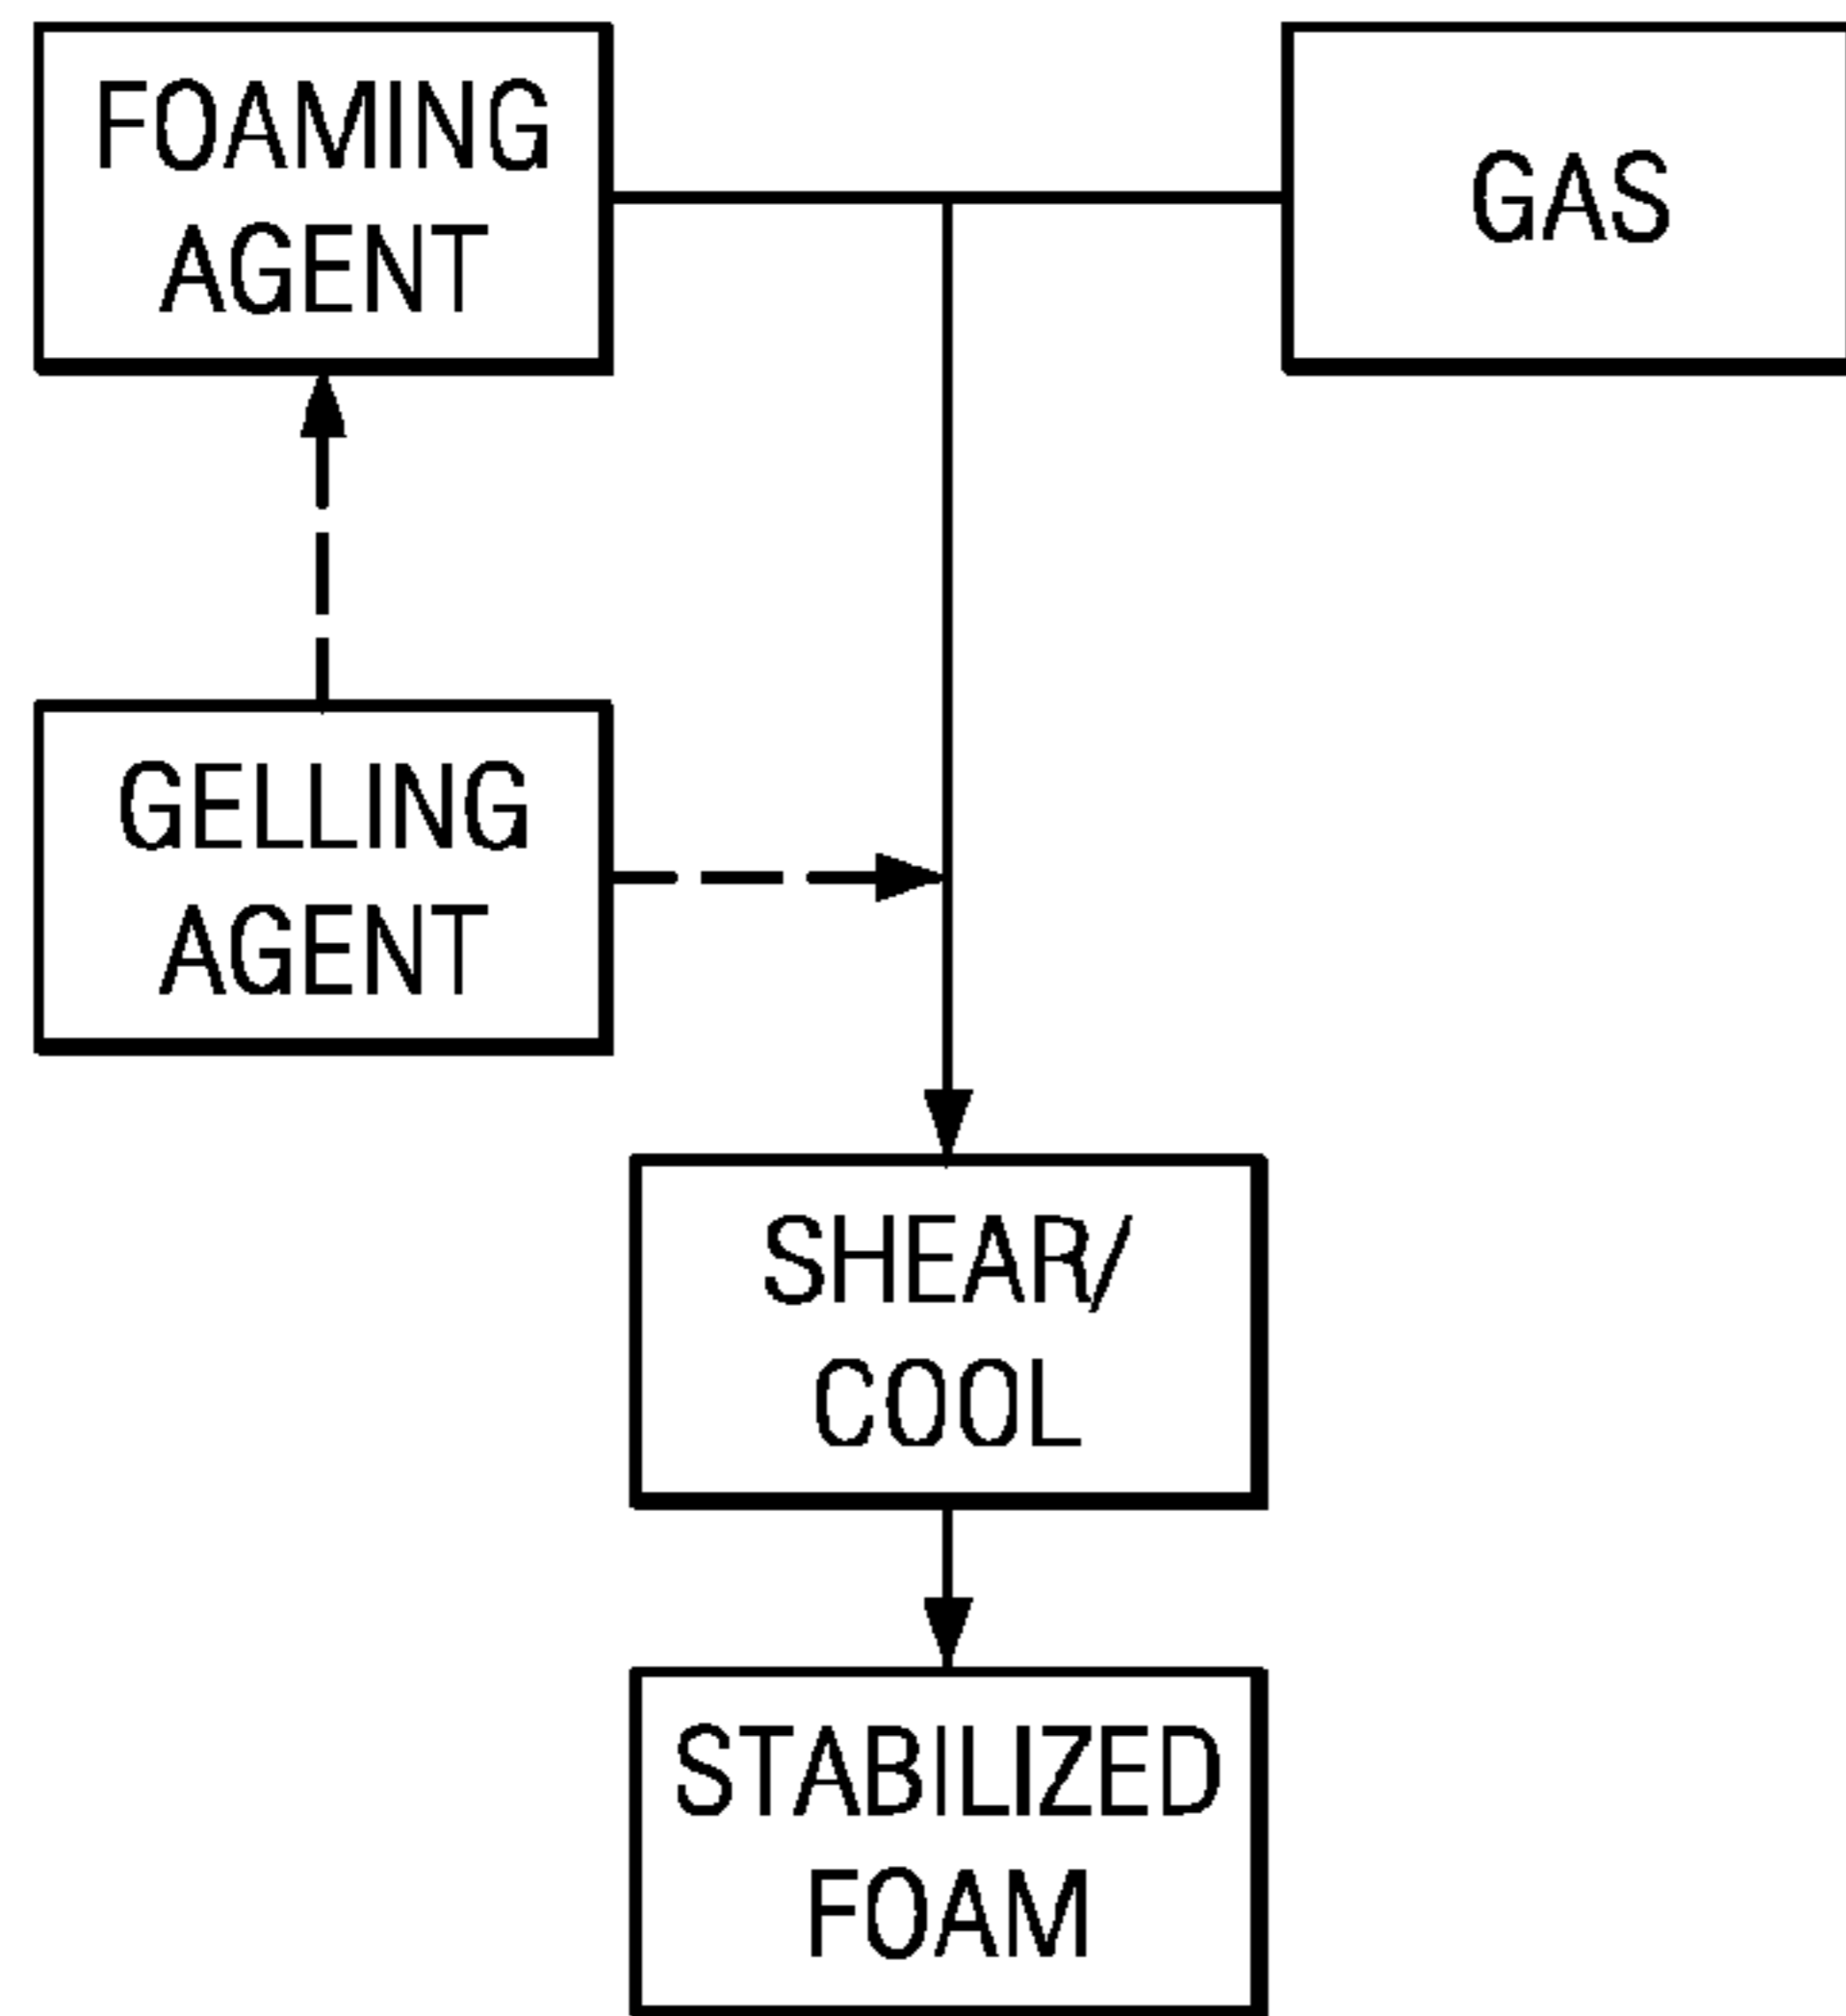 FOAMING
AGENT
GAS
GELLING
AGENT
SHEAR/
COOL
STABILIZED
FOAM